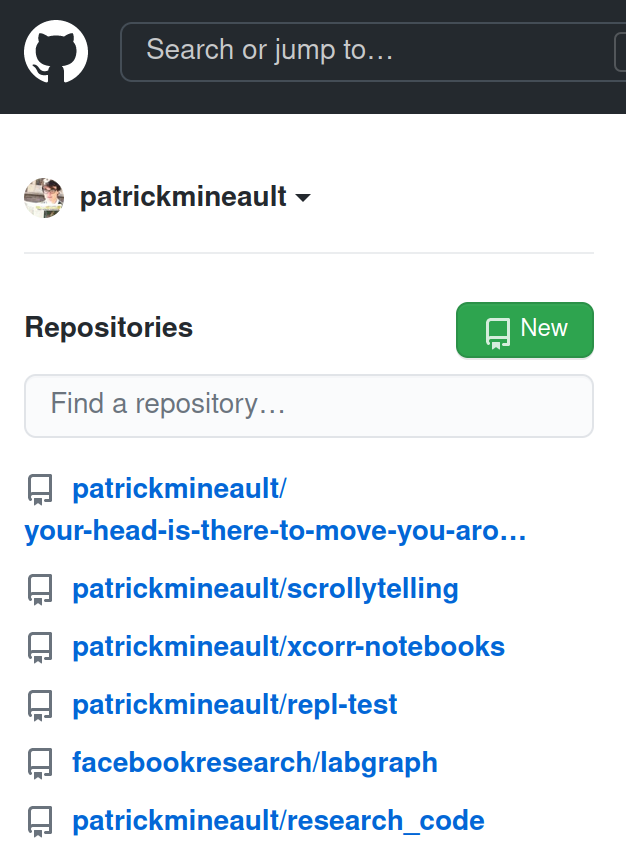 Search or jump to…
patrickmineault
Repositories
New
Find a repository…
patrickmineault/
your-head-is-there-to-move-you-aro…
patrickmineault/scrollytelling
patrickmineault/xcorr-notebooks
patrickmineault/repl-test
facebookresearch/labgraph
patrickmineault/research_code